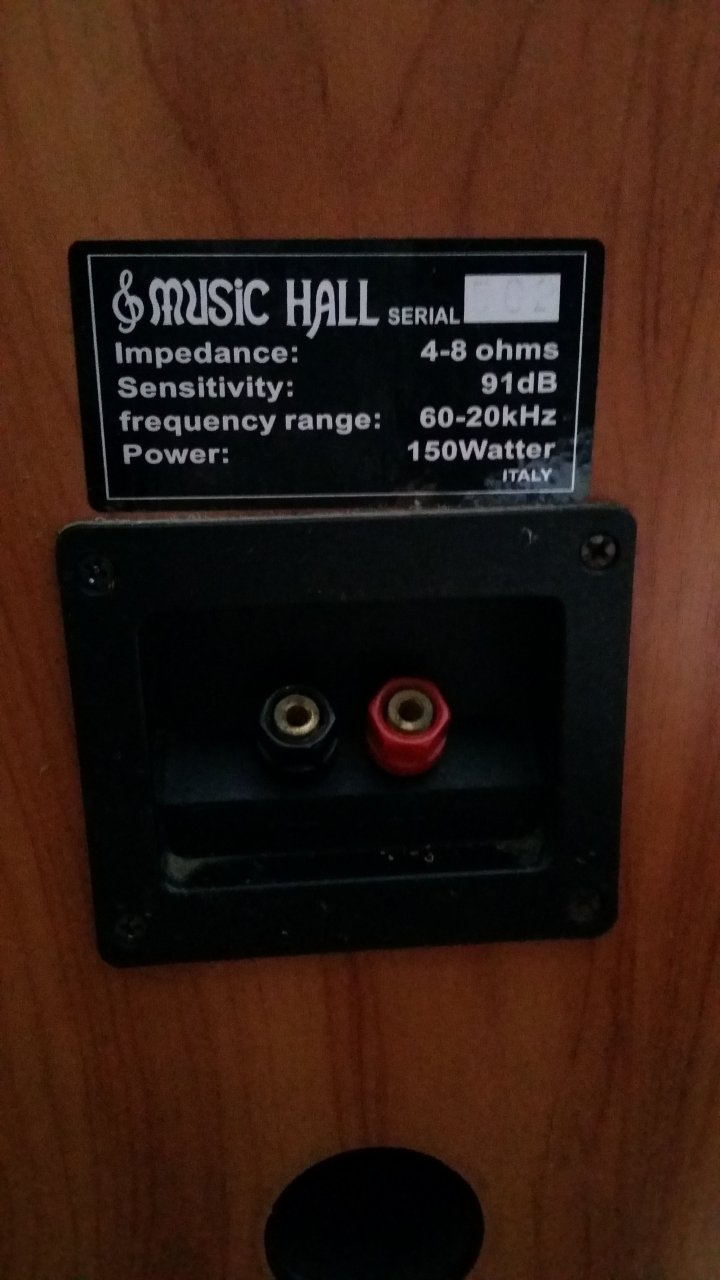 MUSIC HALL SERIAL
Impedance: 4-8 ohms
Sensitivity: 91dB
frequency range: 60-20kHz
Power: 150Watter
ITALY